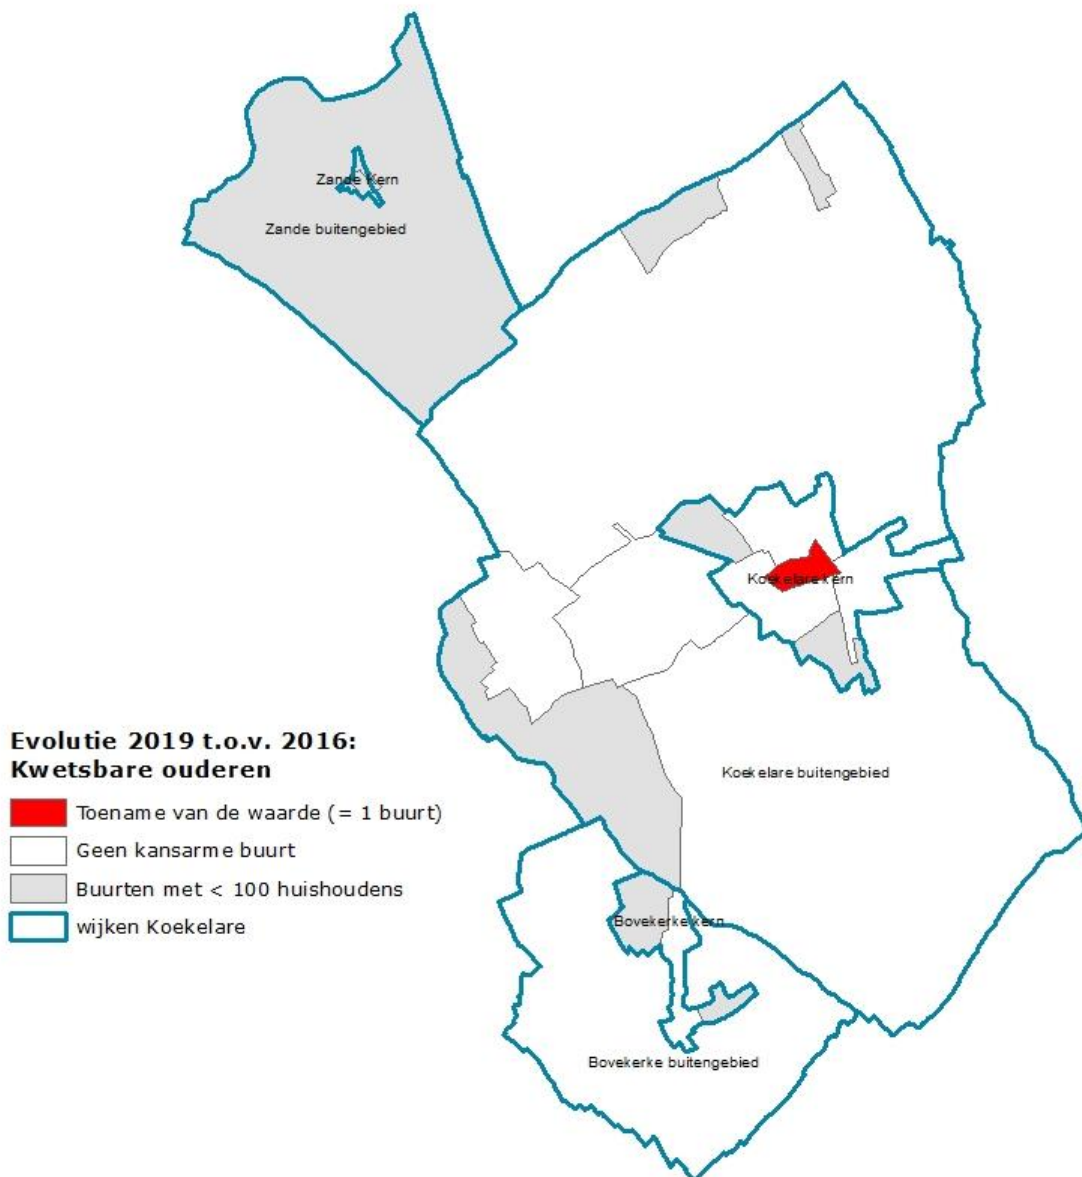 Zande Kern
Zande buitengebied
Koekelare kern
Evolutie 2019 t.o.v. 2016:
Kwetsbare ouderen
Toename van de waarde (= 1 buurt)
Geen kansarme buurt
Buurten met < 100 huishoudens
wijken Koekelare
Koekelare buitengebied
Bovekerke kern
Bovekerke buitengebied